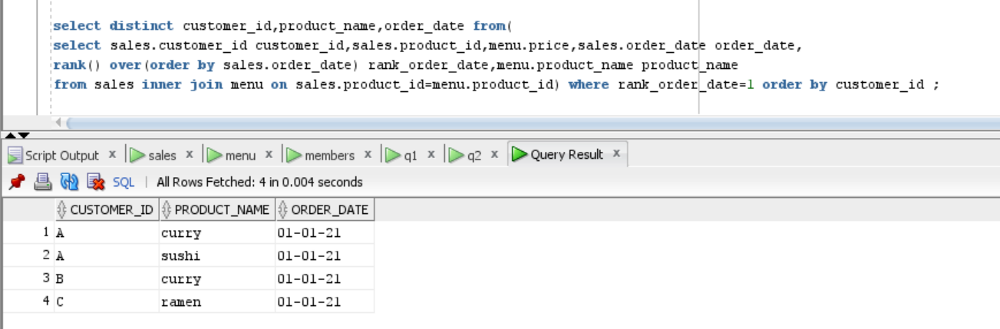 select distinct customer_id,product_name,order_date from(
select sales.customer_id customer_id,sales.product_id,menu.price,sales.order_date order_date,
rank() over(order by sales.order_date) rank_order_date,menu.product_name product_name
from sales inner join menu on sales.product_id=menu.product_id) where rank_order_date=1 order by customer_id ;
Script Output x sales x menu x members x q1 x q2 x Query Result x
SQL | All Rows Fetched: 4 in 0.004 seconds
CUSTOMER_ID PRODUCT_NAME ORDER_DATE
1 A curry 01-01-21
2 A sushi 01-01-21
3 B curry 01-01-21
4 C ramen 01-01-21